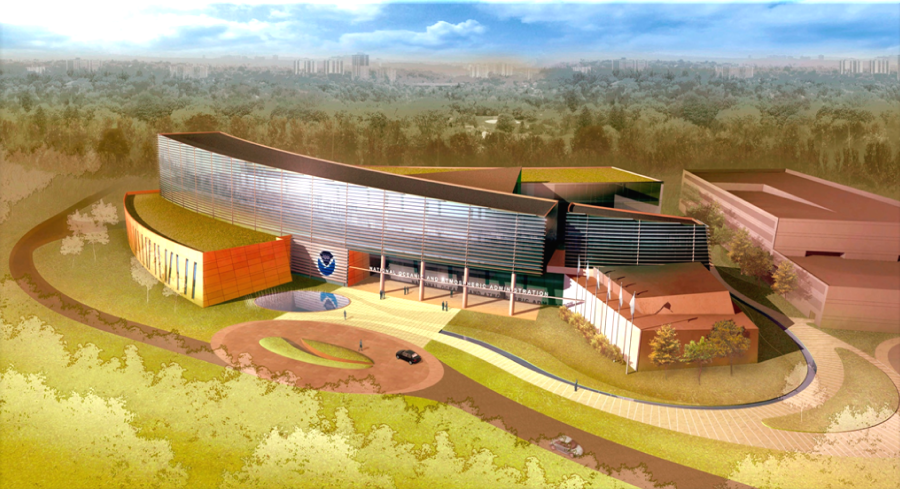 NATIONAL OCEANIC AND ATMOSPHERIC ADMINISTRATION